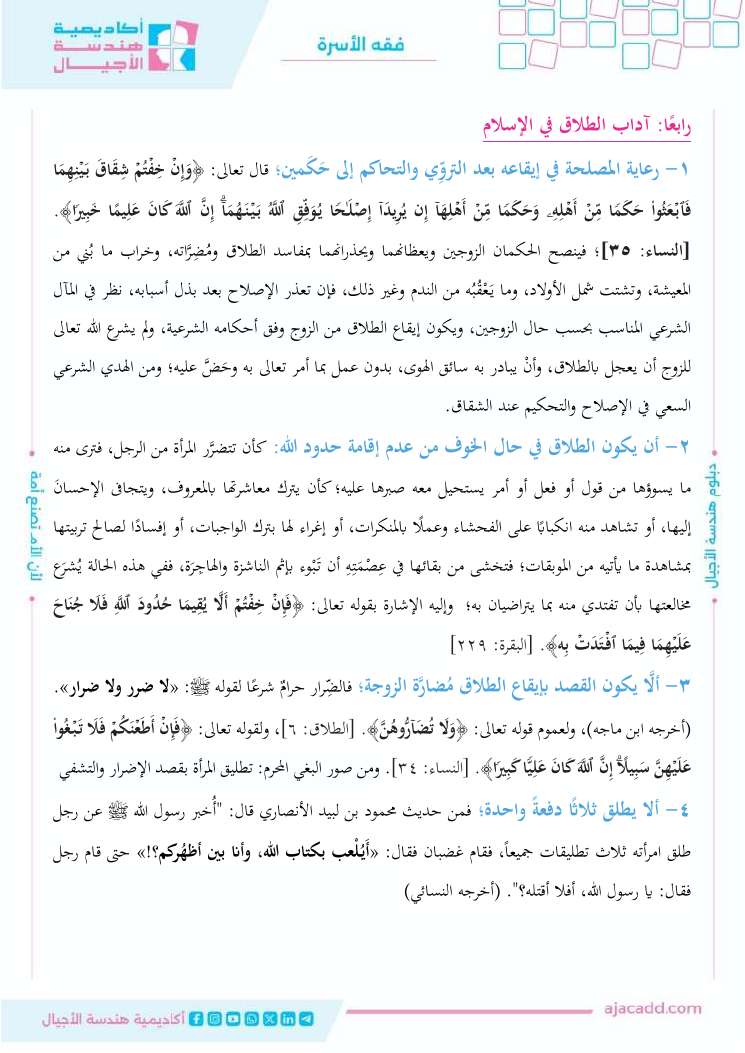 أكاديمية
هندسة
الأجيال
فقه الأسرة
رابعًا: آداب الطلاق في الإسلام
١- رعاية المصلحة في إيقاعه بعد التروِّي والتحاكم إلى حَكَمين؛ قال تعالى: ﴿وَإِنْ خِفْتُمْ شِقَاقَ بَيْنِهِمَا
فَٱبْعَثُوا۟ حَكَمًا مِّنْ أَهْلِهِۦ وَحَكَمًا مِّنْ أَهْلِهَآ إِن يُرِيدَآ إِصْلَٰحًا يُوَفِّقِ ٱللَّهُ بَيْنَهُمَآۗ إِنَّ ٱللَّهَ كَانَ عَلِيمًا خَبِيرًا﴾.
[النساء: ٣٥]؛ فينصح الحكمان الزوجين ويعظانهما ويحذرانهما بمفاسد الطلاق ومُضِرَّاته، وخراب ما بُني من
المعيشة، وتشتت شمل الأولاد، وما يَعْقُبُه من الندم وغير ذلك، فإن تعذر الإصلاح بعد بذل أسبابه، نظر في المآل
الشرعي المناسب بحسب حال الزوجين، ويكون إيقاع الطلاق من الزوج وفق أحكامه الشرعية، ولم يشرع الله تعالى
للزوج أن يعجل بالطلاق، وأنْ يبادر به سائق الهوى، بدون عمل بما أمر تعالى به وحَضَّ عليه؛ ومن الهدي الشرعي
السعي في الإصلاح والتحكيم عند الشقاق.
٢- أن يكون الطلاق في حال الخوف من عدم إقامة حدود الله: كأن تتضرَّر المرأة من الرجل، فترى منه
ما يسوؤها من قول أو فعل أو أمر يستحيل معه صبرها عليه؛ كأن يترك معاشرتها بالمعروف، ويتجافى الإحسانَ
إليها، أو تشاهد منه انكبابًا على الفحشاء وعملًا بالمنكرات، أو إغراء لها بترك الواجبات، أو إفسادًا لصالح تربيتها
بمشاهدة ما يأتيه من الموبقات؛ فتخشى من بقائها في عِصْمَتِهِ أن تَبْوء بإثم الناشزة والهاجِرَة، ففي هذه الحالة يُشرَع
مخالعتها بأن تفتدي منه بما يتراضيان به؛ وإليه الإشارة بقوله تعالى: ﴿فَإِنْ خِفْتُمْ أَلَّا يُقِيمَا حُدُودَ ٱللَّهِ فَلَا جُنَاحَ
عَلَيْهِمَا فِيمَا ٱفْتَدَتْ بِهِ﴾. [البقرة: ٢٢٩]
٣- ألَّا يكون القصد بإيقاع الطلاق مُضارَّة الزوجة؛ فالضِّرار حرامٌ شرعًا لقوله ﷺ: «لا ضرر ولا ضرار».
(أخرجه ابن ماجه)، ولعموم قوله تعالى: ﴿وَلَا تُضَآرُّوهُنَّ﴾. [الطلاق: ٦]، ولقوله تعالى: ﴿فَإِنْ أَطَعْنَكُمْ فَلَا تَبْغُوا۟
عَلَيْهِنَّ سَبِيلًاۗ إِنَّ ٱللَّهَ كَانَ عَلِيًّا كَبِيرًا﴾. [النساء: ٣٤]. ومن صور البغي المحرم: تطليق المرأة بقصد الإضرار والتشفي
٤- ألا يطلق ثلاثًا دفعةً واحدة؛ فمن حديث محمود بن لبيد الأنصاري قال: "أُخبر رسول الله ﷺ عن رجل
طلق امرأته ثلاث تطليقات جميعاً، فقام غضبان فقال: «أَيُلْعب بكتاب الله، وأنا بين أظهُركم؟!» حتى قام رجل
فقال: يا رسول الله، أفلا أقتله؟". (أخرجه النسائي)
دبلوم هندسة الأجيال
لأن الأم تصنع أمة
أكاديمية هندسة الأجيال
ajacadd.com